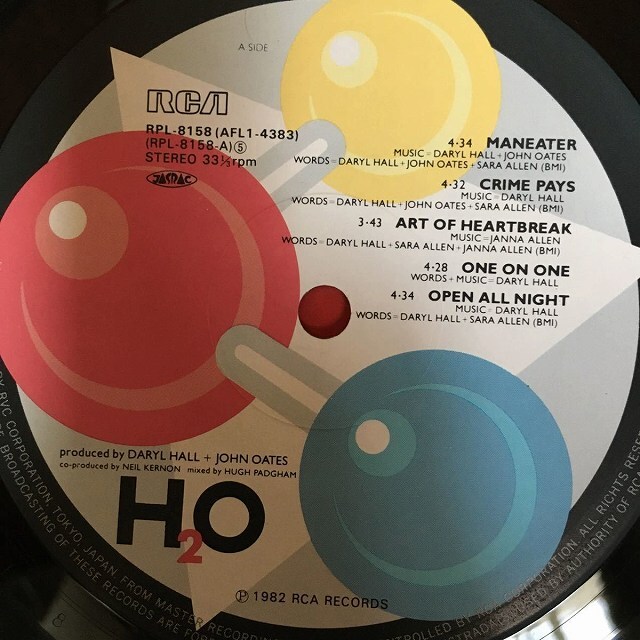 A SIDE
RCA
RPL-8158 (AFL1-4383)
(RPL-8158-A)⑤
STEREO 33⅓rpm
JASRAC
4·34 MANEATER
MUSIC=DARYL HALL+JOHN OATES
WORDS=DARYL HALL+JOHN OATES+SARA ALLEN (BMI)
4·32 CRIME PAYS
MUSIC=DARYL HALL
WORDS=DARYL HALL+JOHN OATES+SARA ALLEN (BMI)
3·43 ART OF HEARTBREAK
MUSIC=JANNA ALLEN
WORDS=DARYL HALL+SARA ALLEN+JANNA ALLEN (BMI)
4·28 ONE ON ONE
WORDS+MUSIC=DARYL HALL
4·34 OPEN ALL NIGHT
MUSIC=DARYL HALL
WORDS=DARYL HALL+SARA ALLEN (BMI)
produced by DARYL HALL + JOHN OATES
co-produced by NEIL KERNON mixed by HUGH PADGHAM
H2O
Ⓟ 1982 RCA RECORDS
BY RVC CORPORATION, TOKYO, JAPAN, FROM MASTER RECORDING
BROADCASTING OF THESE RECORDS ARE
CORPORATION. ALL RIGHTS
BY AUTHORITY OF RCA